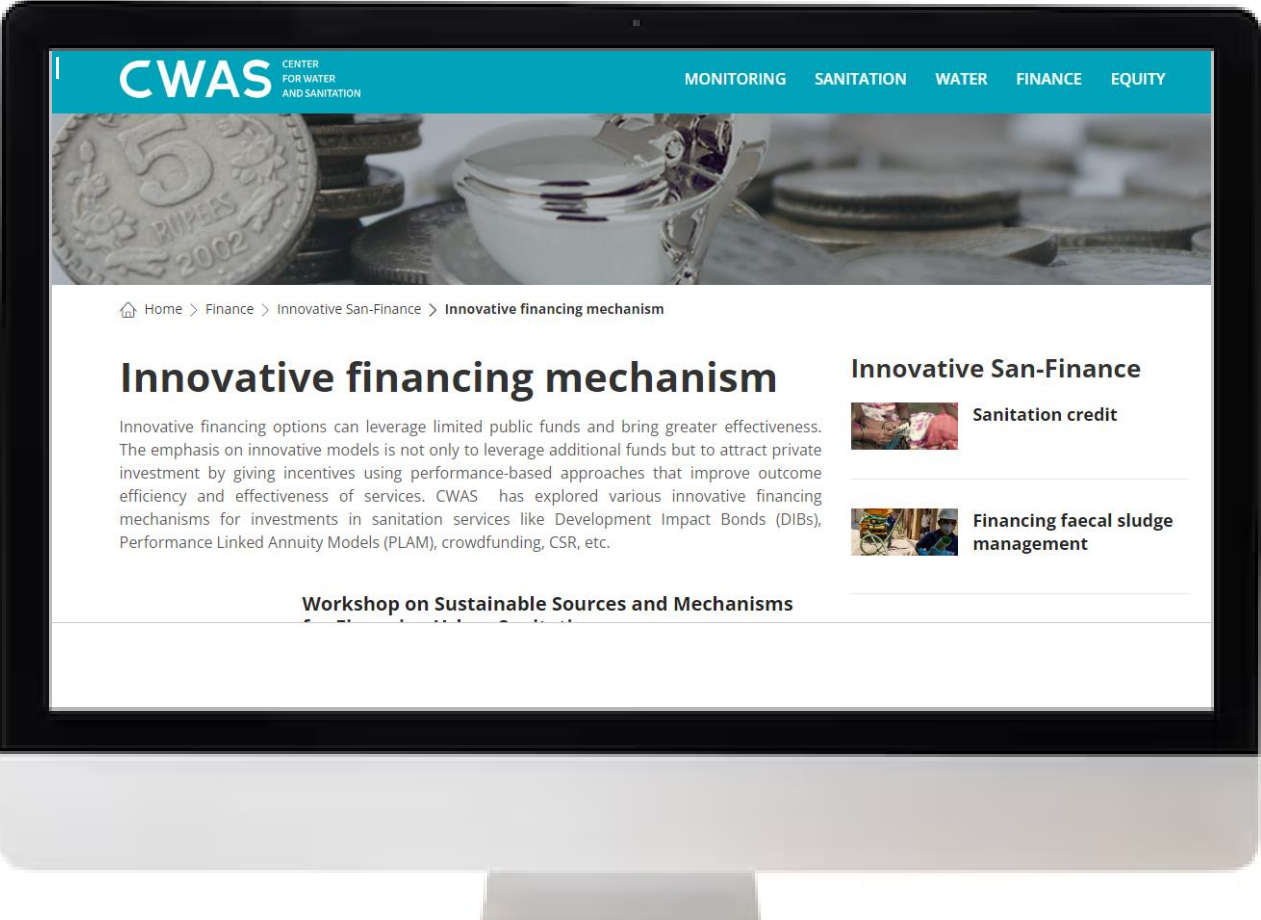 CWAS
CENTER
FOR WATER
AND SANITATION
MONITORING SANITATION WATER FINANCE EQUITY
5
RUPEES
2002
Home > Finance > Innovative San-Finance > Innovative financing mechanism
Innovative financing mechanism
Innovative financing options can leverage limited public funds and bring greater effectiveness.
The emphasis on innovative models is not only to leverage additional funds but to attract private
investment by giving incentives using performance-based approaches that improve outcome
efficiency and effectiveness of services. CWAS has explored various innovative financing
mechanisms for investments in sanitation services like Development Impact Bonds (DIBs),
Performance Linked Annuity Models (PLAM), crowdfunding, CSR, etc.
Workshop on Sustainable Sources and Mechanisms
Innovative San-Finance
Sanitation credit
Financing faecal sludge
management